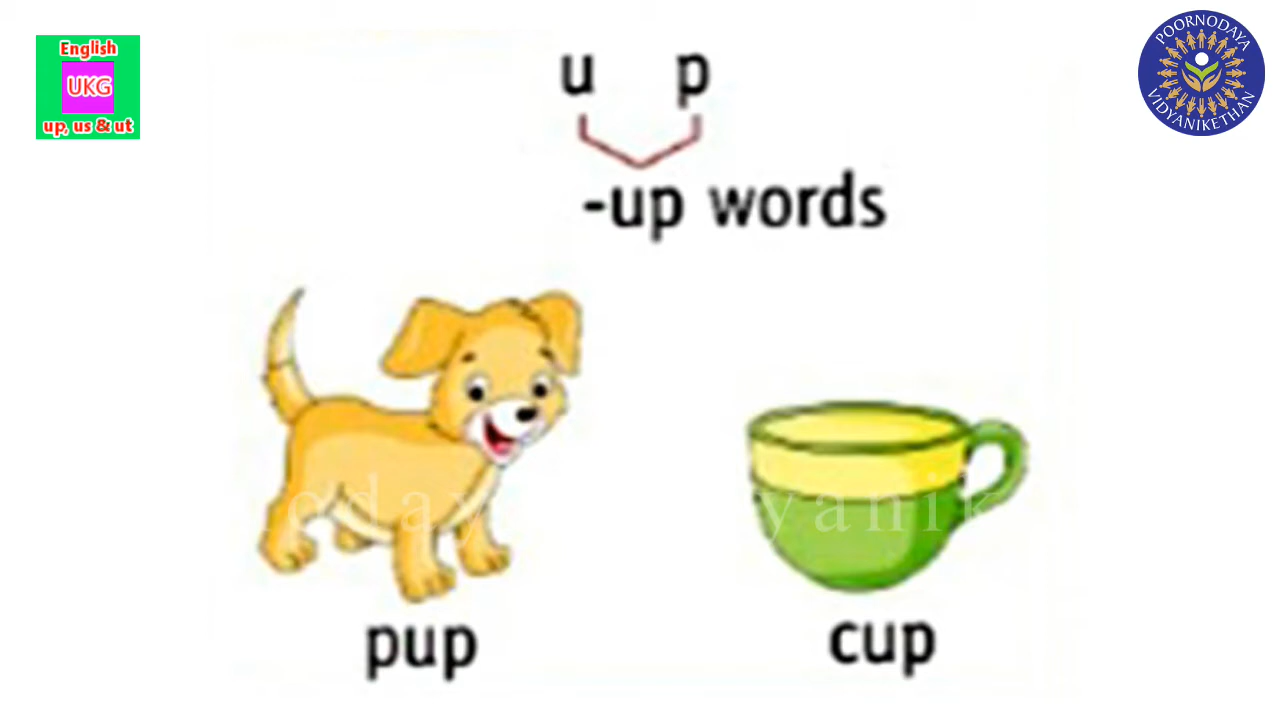 English
UKG
up, us & ut
POORNODAYA
VIDYANIKETHAN
u p
-up words
pup
cup